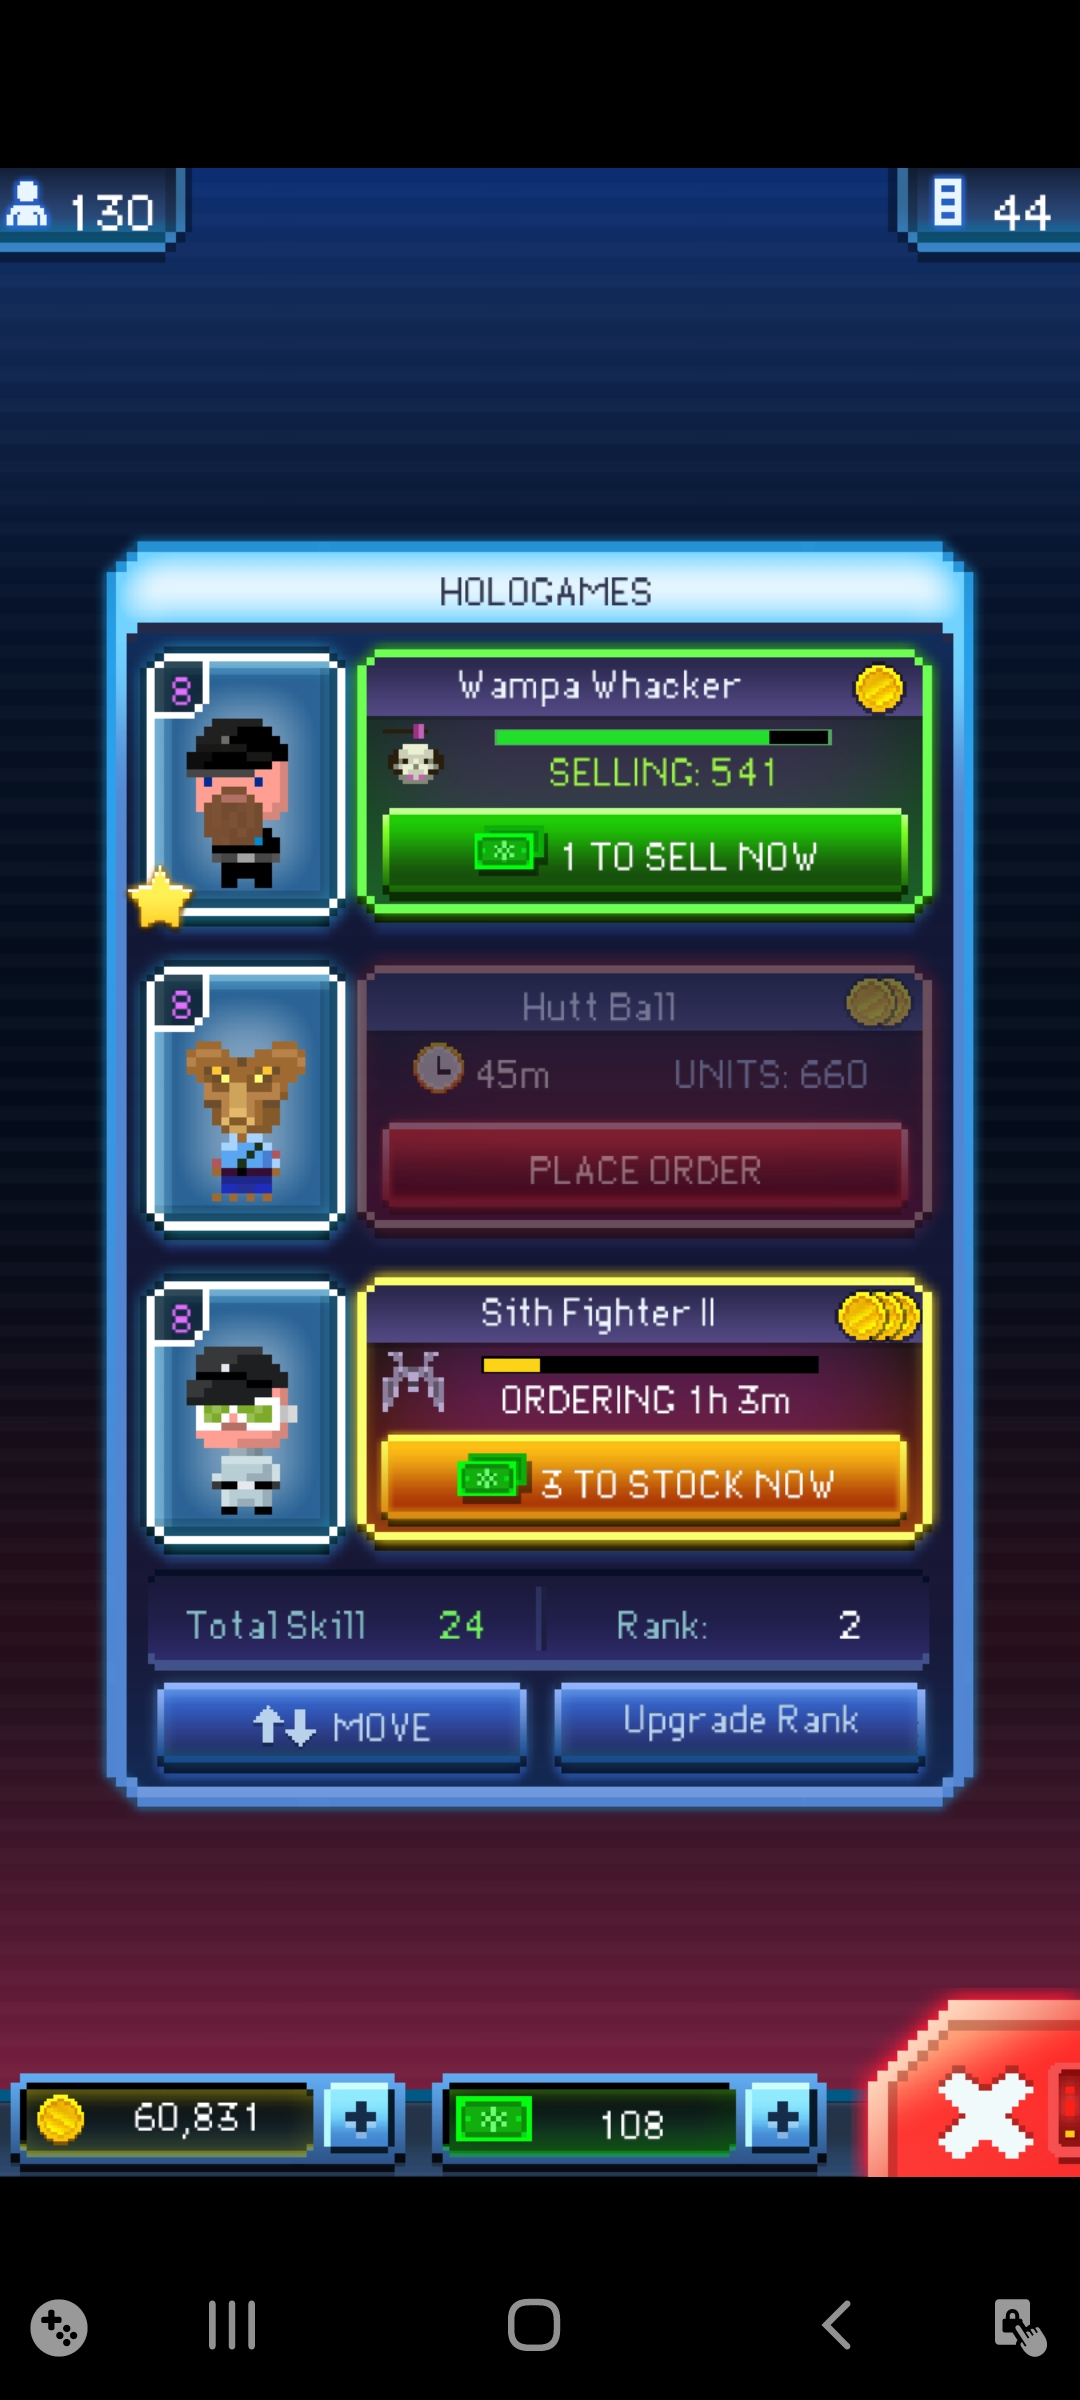 130
44
HOLOGAMES
8
Wampa Whacker
SELLING: 541
1 TO SELL NOW
8
Hutt Ball
45m UNITS: 660
PLACE ORDER
8
Sith Fighter II
ORDERING 1h 3m
3 TO STOCK NOW
Total Skill 24 Rank: 2
MOVE Upgrade Rank
60,831 108